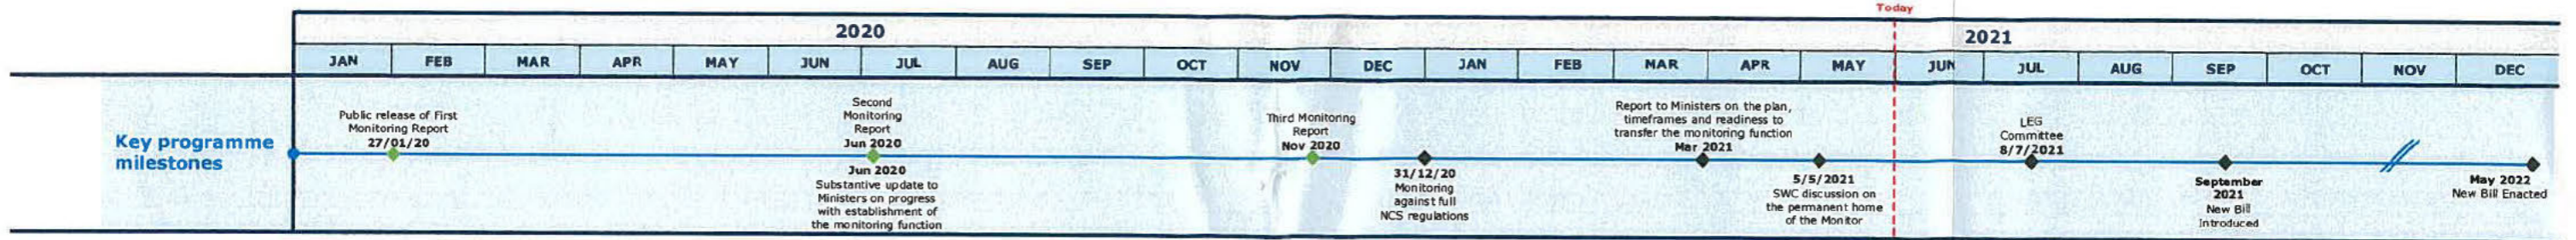 Today
2020
2021
JAN FEB MAR APR MAY JUN JUL AUG SEP OCT NOV DEC JAN FEB MAR APR MAY JUN JUL AUG SEP OCT NOV DEC
Key programme
milestones
Public release of First
Monitoring Report
27/01/20
Second
Monitoring
Report
Jun 2020
Jun 2020
Substantive update to
Ministers on progress
with establishment of
the monitoring function
Third Monitoring
Report
Nov 2020
31/12/20
Monitoring
against full
NCS regulations
Report to Ministers on the plan,
timeframes and readiness to
transfer the monitoring function
Mar 2021
5/5/2021
SWC discussion on
the permanent home
of the Monitor
LEG
Committee
8/7/2021
September
2021
New Bill
Introduced
May 2022
New Bill Enacted